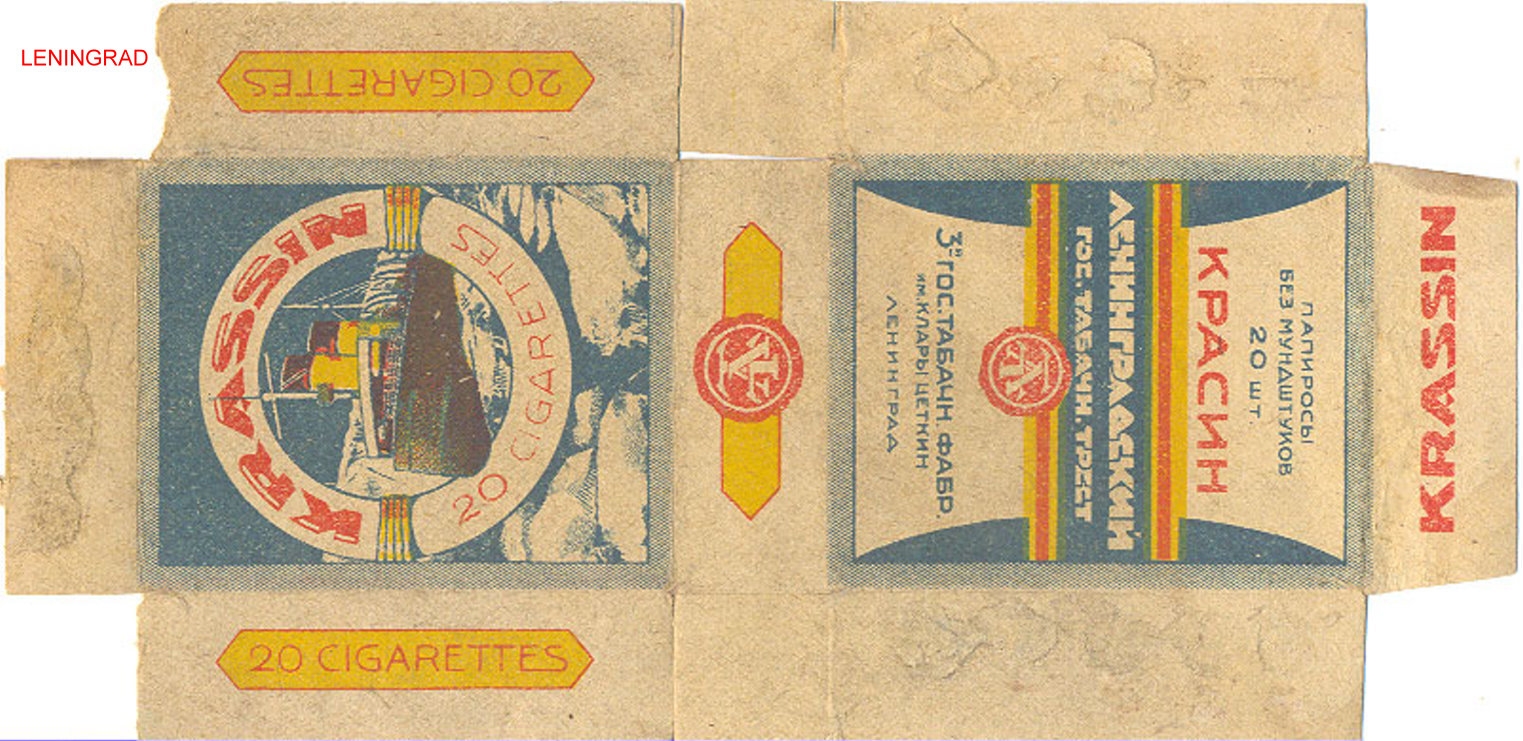 LENINGRAD
20 CIGARETTES
KRASSIN
20 CIGARETTES
20 CIGARETTES
ПАПИРОСЫ
БЕЗ МУНДШТУКОВ
20 ШТ.
КРАСИН
ЛЕНИНГРАДСКИЙ
ГОС. ТАБАЧН. ТРЕСТ
3ᴬᴽ ГОС. ТАБАЧН. ФАБР.
им. КЛАРЫ ЦЕТКИН
ЛЕНИНГРАД
KRASSIN